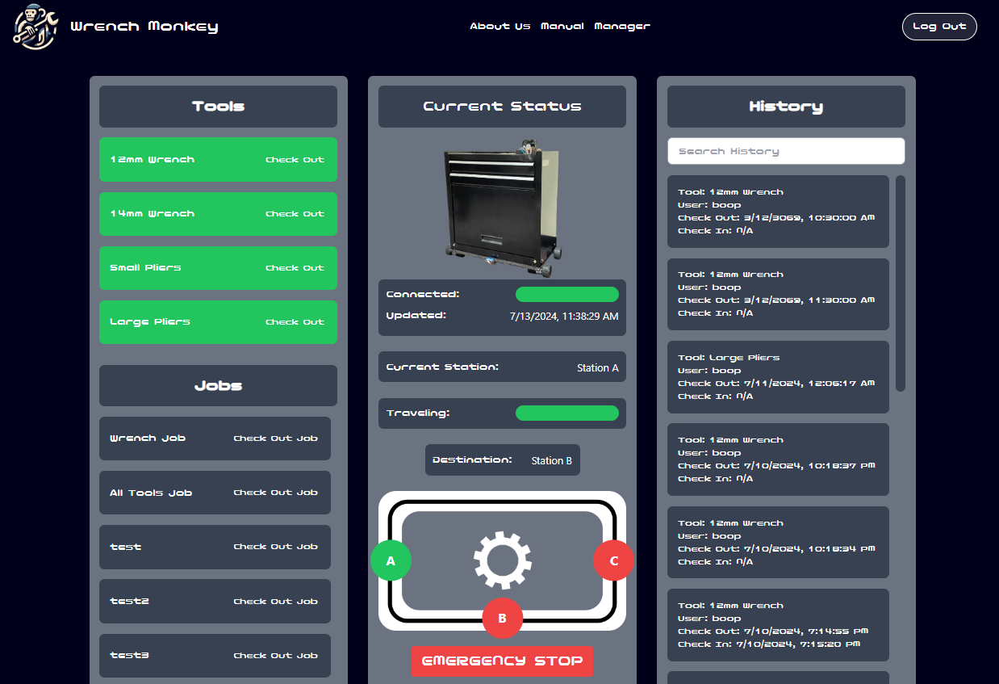 Wrench Monkey
About Us Manual Manager
Log Out
Tools
12mm Wrench Check Out
14mm Wrench Check Out
Small Pliers Check Out
Large Pliers Check Out
Jobs
Wrench Job Check Out Job
All Tools Job Check Out Job
test Check Out Job
test2 Check Out Job
test3 Check Out Job
Current Status
Connected:
Updated: 7/13/2024, 11:38:29 AM
Current Station: Station A
Traveling:
Destination: Station B
A
C
B
EMERGENCY STOP
History
Search History
Tool: 12mm Wrench
User: boop
Check Out: 3/12/3069, 10:30:00 AM
Check In: N/A
Tool: 12mm Wrench
User: boop
Check Out: 3/12/2069, 11:30:00 AM
Check In: N/A
Tool: Large Pliers
User: boop
Check Out: 7/11/2024, 12:06:17 AM
Check In: N/A
Tool: 12mm Wrench
User: boop
Check Out: 7/10/2024, 10:18:37 PM
Check In: N/A
Tool: 12mm Wrench
User: boop
Check Out: 7/10/2024, 10:18:34 PM
Check In: N/A
Tool: 12mm Wrench
User: boop
Check Out: 7/10/2024, 7:14:55 PM
Check In: 7/10/2024, 7:15:20 PM